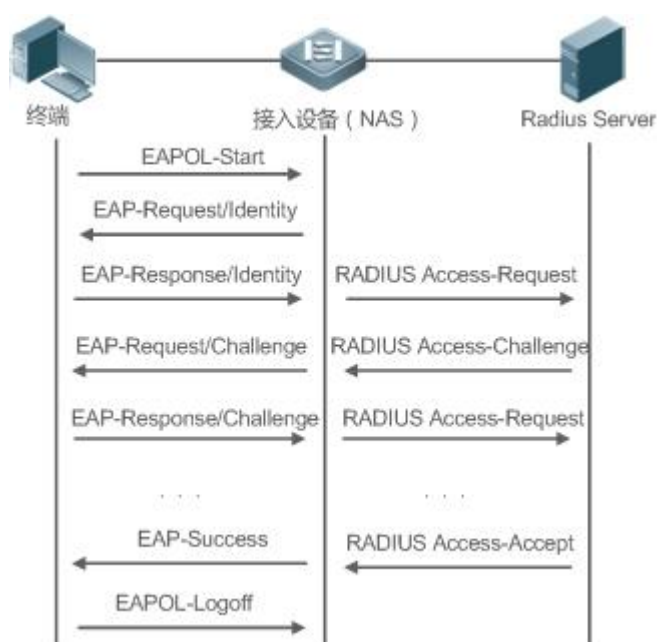 终端
接入设备（NAS）
Radius Server
EAPOL-Start
EAP-Request/Identity
EAP-Response/Identity
RADIUS Access-Request
EAP-Request/Challenge
RADIUS Access-Challenge
EAP-Response/Challenge
RADIUS Access-Request
. . .
. . .
EAP-Success
RADIUS Access-Accept
EAPOL-Logoff